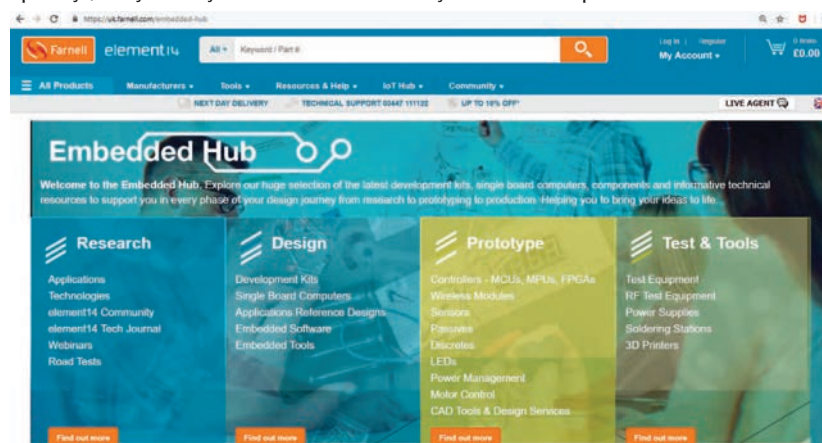 https://uk.farnell.com/embedded-hub
Farnell element14 All Keyword / Part # Log In Register My Account £0.00
All Products Manufacturers Tools Resources & Help IoT Hub Community
NEXT DAY DELIVERY TECHNICAL SUPPORT 03447 111122 UP TO 10% OFF* LIVE AGENT
Embedded Hub
Welcome to the Embedded Hub. Explore our huge selection of the latest development kits, single board computers, components and informative technical
resources to support you in every phase of your design journey from research to prototyping to production. Helping you to bring your ideas to life.
Research
Applications
Technologies
element14 Community
element14 Tech Journal
Webinars
Road Tests
Find out more
Design
Development Kits
Single Board Computers
Applications Reference Designs
Embedded Software
Embedded Tools
Find out more
Prototype
Controllers - MCUs, MPUs, FPGAs
Wireless Modules
Sensors
Passives
Discretes
LEDs
Power Management
Motor Control
CAD Tools & Design Services
Find out more
Test & Tools
Test Equipment
RF Test Equipment
Power Supplies
Soldering Stations
3D Printers
Find out more